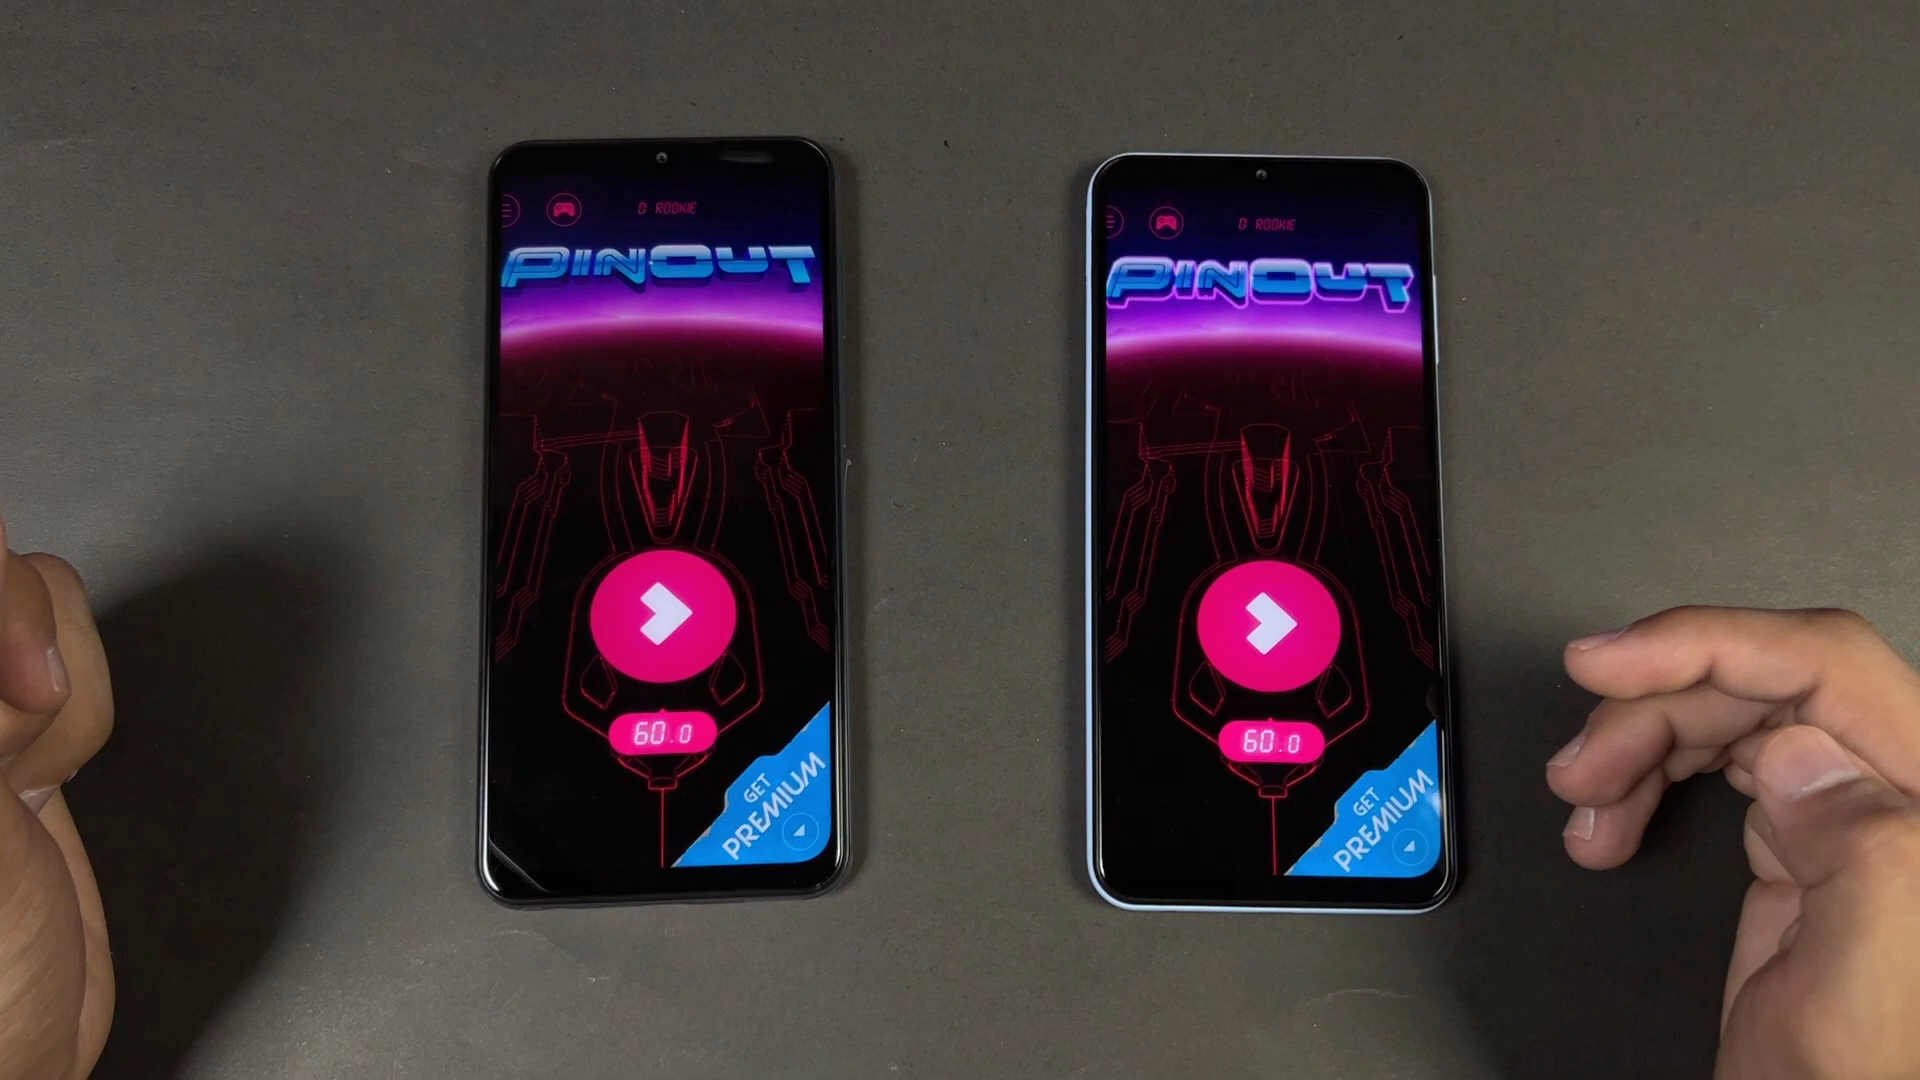 0 ROOKIE
PINOUT
60.0
GET
PREMIUM
0 ROOKIE
PINOUT
60.0
GET
PREMIUM